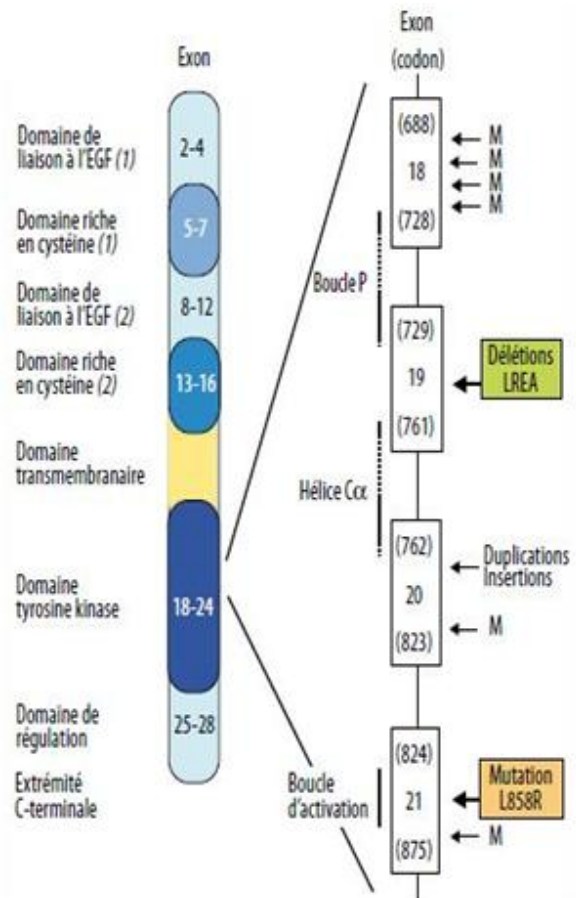 Exon
Domaine de
liaison à l'EGF (1)
2-4
Domaine riche
en cystéine (1)
5-7
Domaine de
liaison à l'EGF (2)
8-12
Domaine riche
en cystéine (2)
13-16
Domaine
transmembranaire
Domaine
tyrosine kinase
18-24
Domaine de
régulation
25-28
Extrémité
C-terminale
Exon
(codon)
(688)
18
(728)
M
M
M
M
Boucle P
(729)
19
(761)
Délétions
LREA
Hélice Cα
(762)
20
(823)
Duplications
Insertions
M
Boucle
d'activation
(824)
21
(875)
Mutation
L858R
M